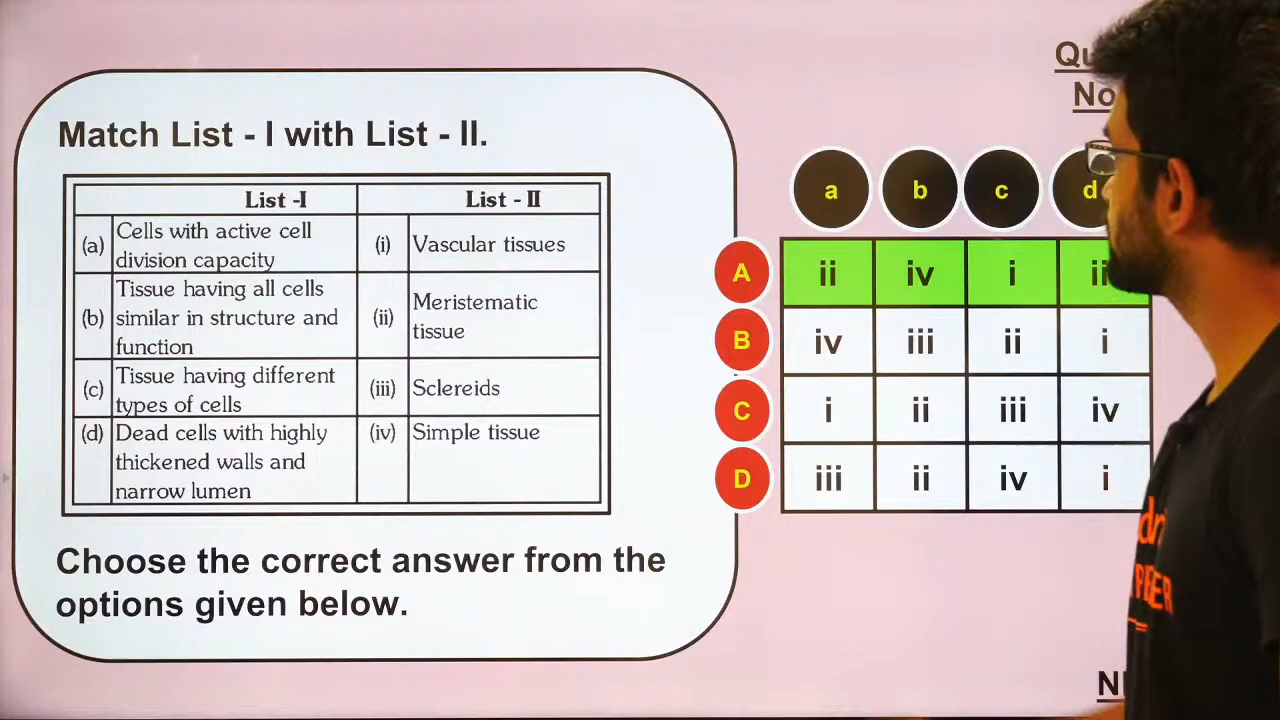 Match List - I with List - II.
List -I List - II
(a) Cells with active cell division capacity (i) Vascular tissues
(b) Tissue having all cells similar in structure and function (ii) Meristematic tissue
(c) Tissue having different types of cells (iii) Sclereids
(d) Dead cells with highly thickened walls and narrow lumen (iv) Simple tissue
Choose the correct answer from the
options given below.
a b c d
A ii iv i
B iv iii ii i
C i ii iii iv
D iii ii iv i